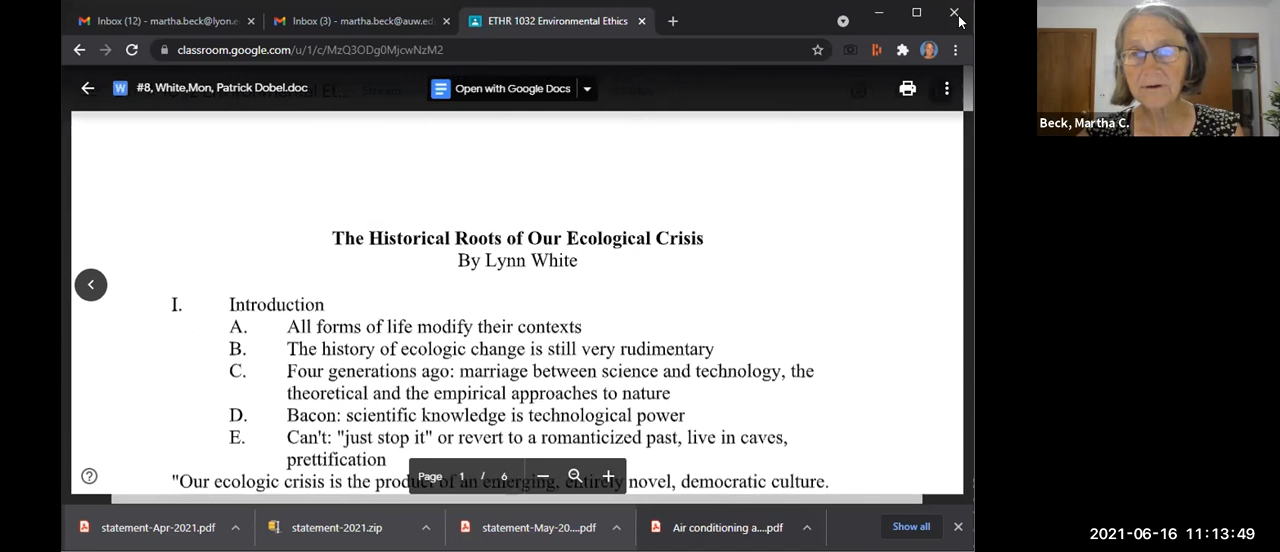 Inbox (12) - martha.beck@lyon.e
Inbox (3) - martha.beck@auw.ed
ETHR 1032 Environmental Ethics
classroom.google.com/u/1/c/MzQ3ODg0MjcwNzM2
#8, White,Mon, Patrick Dobel.doc
Open with Google Docs
Beck, Martha C.
The Historical Roots of Our Ecological Crisis
By Lynn White
I. Introduction
A. All forms of life modify their contexts
B. The history of ecologic change is still very rudimentary
C. Four generations ago: marriage between science and technology, the
theoretical and the empirical approaches to nature
D. Bacon: scientific knowledge is technological power
E. Can't: "just stop it" or revert to a romanticized past, live in caves,
prettification
Page 1 / 6
"Our ecologic crisis is the product of an emerging, entirely novel, democratic culture.
statement-Apr-2021.pdf
statement-2021.zip
statement-May-20....pdf
Air conditioning a....pdf
Show all
2021-06-16 11:13:49